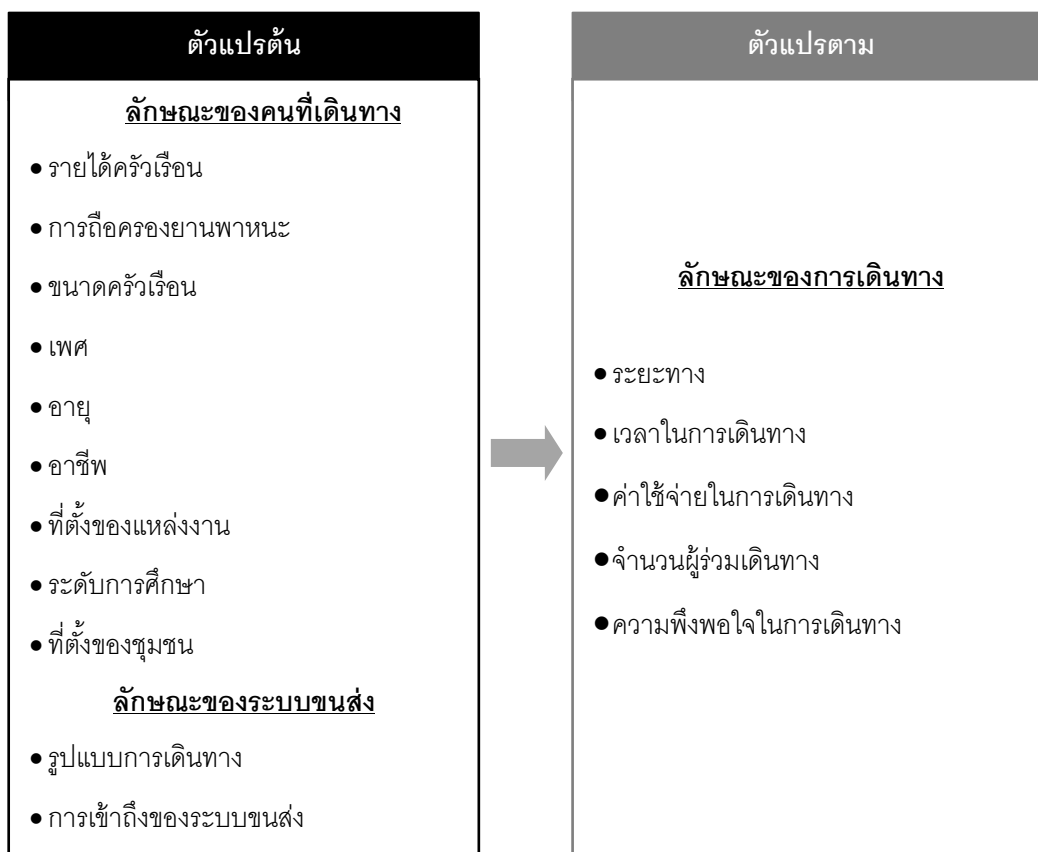 ตัวแปรต้น
ลักษณะของคนที่เดินทาง
• รายได้ครัวเรือน
• การถือครองยานพาหนะ
• ขนาดครัวเรือน
• เพศ
• อายุ
• อาชีพ
• ที่ตั้งของแหล่งงาน
• ระดับการศึกษา
• ที่ตั้งของชุมชน
ลักษณะของระบบขนส่ง
• รูปแบบการเดินทาง
• การเข้าถึงของระบบขนส่ง
ตัวแปรตาม
ลักษณะของการเดินทาง
• ระยะทาง
• เวลาในการเดินทาง
• ค่าใช้จ่ายในการเดินทาง
• จำนวนผู้ร่วมเดินทาง
• ความพึงพอใจในการเดินทาง